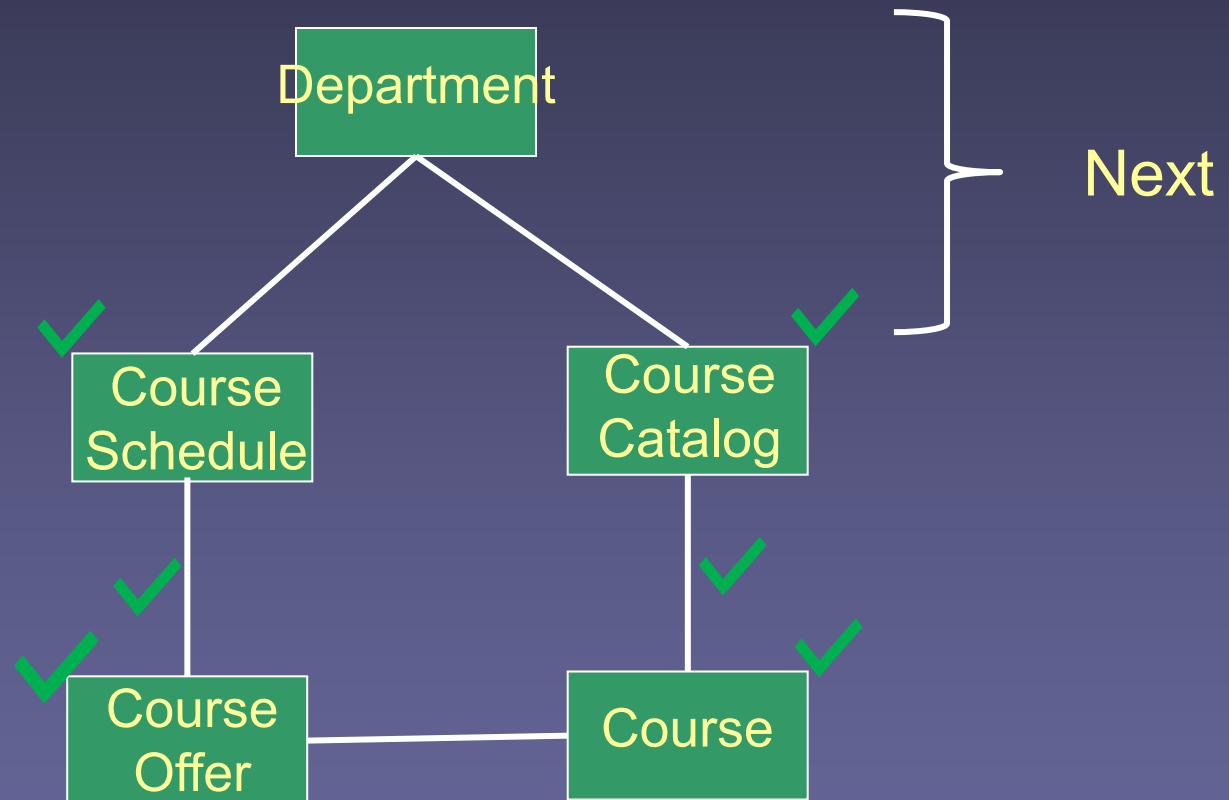 Department
Next
Course
Schedule
Course
Catalog
Course
Offer
Course